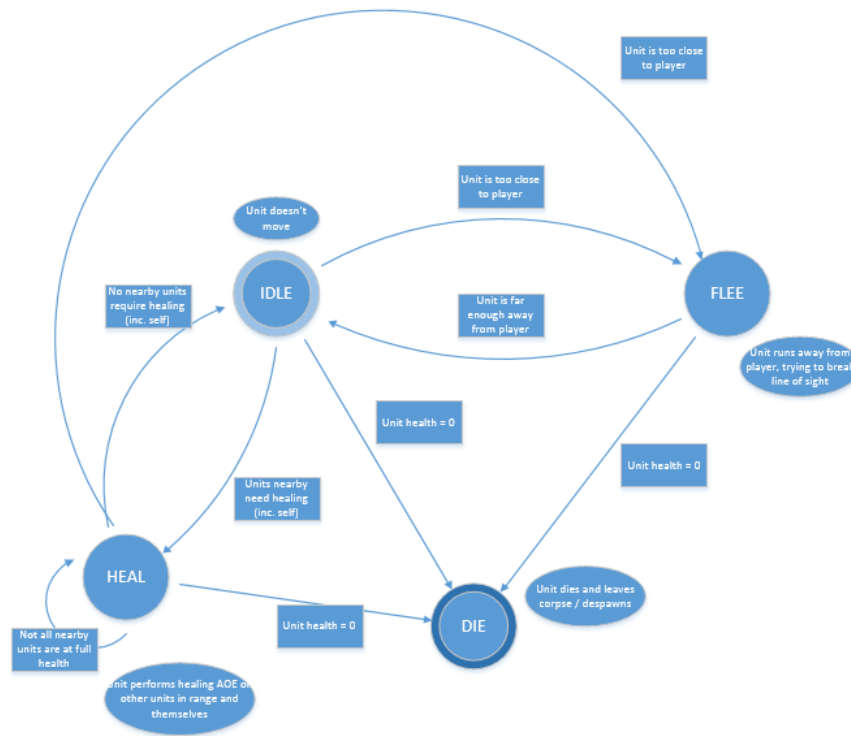 Unit is too close
to player
Unit is too close
to player
Unit doesn't
move
IDLE
FLEE
No nearby units
require healing
(inc. self)
Unit is far
enough away
from player
Unit runs away from
player, trying to break
line of sight
Unit health = 0
Unit health = 0
Units nearby
need healing
(inc. self)
HEAL
Unit dies and leaves
corpse / despawns
DIE
Unit health = 0
Not all nearby
units are at full
health
Unit performs healing AOE on
other units in range and
themselves